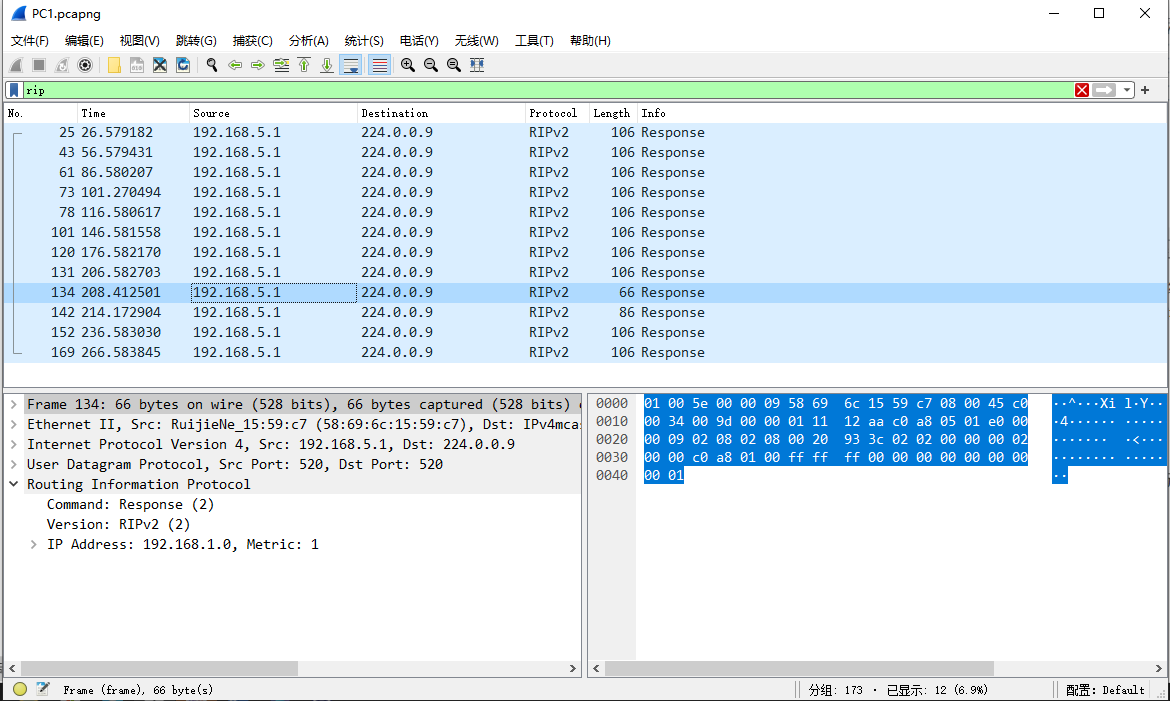 PC1.pcapng
文件(F) 编辑(E) 视图(V) 跳转(G) 捕获(C) 分析(A) 统计(S) 电话(Y) 无线(W) 工具(T) 帮助(H)
rip
No. Time Source Destination Protocol Length Info
25 26.579182 192.168.5.1 224.0.0.9 RIPv2 106 Response
43 56.579431 192.168.5.1 224.0.0.9 RIPv2 106 Response
61 86.580207 192.168.5.1 224.0.0.9 RIPv2 106 Response
73 101.270494 192.168.5.1 224.0.0.9 RIPv2 106 Response
78 116.580617 192.168.5.1 224.0.0.9 RIPv2 106 Response
101 146.581558 192.168.5.1 224.0.0.9 RIPv2 106 Response
120 176.582170 192.168.5.1 224.0.0.9 RIPv2 106 Response
131 206.582703 192.168.5.1 224.0.0.9 RIPv2 106 Response
134 208.412501 192.168.5.1 224.0.0.9 RIPv2 66 Response
142 214.172904 192.168.5.1 224.0.0.9 RIPv2 86 Response
152 236.583030 192.168.5.1 224.0.0.9 RIPv2 106 Response
169 266.583845 192.168.5.1 224.0.0.9 RIPv2 106 Response
Frame 134: 66 bytes on wire (528 bits), 66 bytes captured (528 bits)
Ethernet II, Src: RuijieNe_15:59:c7 (58:69:6c:15:59:c7), Dst: IPv4mca
Internet Protocol Version 4, Src: 192.168.5.1, Dst: 224.0.0.9
User Datagram Protocol, Src Port: 520, Dst Port: 520
Routing Information Protocol
Command: Response (2)
Version: RIPv2 (2)
IP Address: 192.168.1.0, Metric: 1
0000 01 00 5e 00 00 09 58 69 6c 15 59 c7 08 00 45 c0 ··^···Xi l·Y···
0010 00 34 00 9d 00 00 01 11 12 aa c0 a8 05 01 e0 00 ·4······ ······
0020 00 09 02 08 02 08 00 20 93 3c 02 02 00 00 00 02 ······· ·<····
0030 00 00 c0 a8 01 00 ff ff ff 00 00 00 00 00 00 00 ········ ······
0040 00 01 ··
Frame (frame), 66 byte(s)
分组: 173 · 已显示: 12 (6.9%)
配置: Default